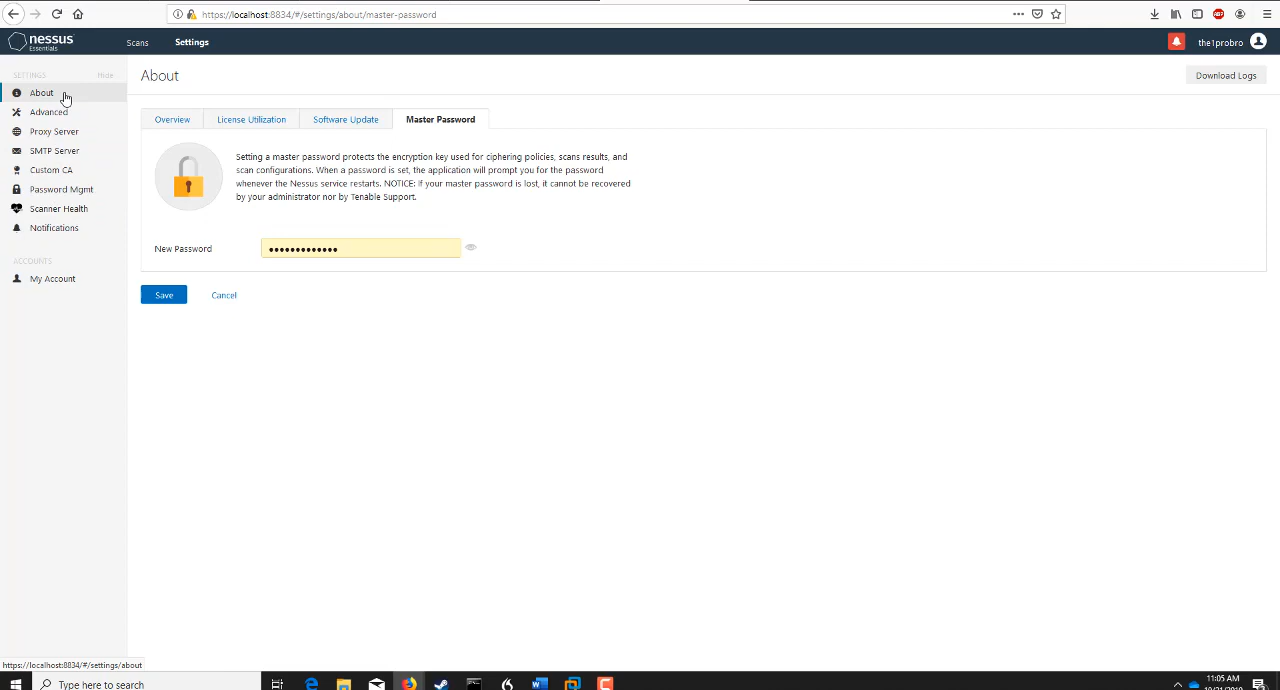 https://localhost:8834/#/settings/about/master-password
nessus
Essentials
Scans
Settings
the1probro
SETTINGS
Hide
About
Advanced
Proxy Server
SMTP Server
Custom CA
Password Mgmt
Scanner Health
Notifications
ACCOUNTS
My Account
About
Download Logs
Overview
License Utilization
Software Update
Master Password
Setting a master password protects the encryption key used for ciphering policies, scans results, and
scan configurations. When a password is set, the application will prompt you for the password
whenever the Nessus service restarts. NOTICE: If your master password is lost, it cannot be recovered
by your administrator nor by Tenable Support.
New Password
•••••••••••••
Save
Cancel
https://localhost:8834/#/settings/about
Type here to search
11:05 AM